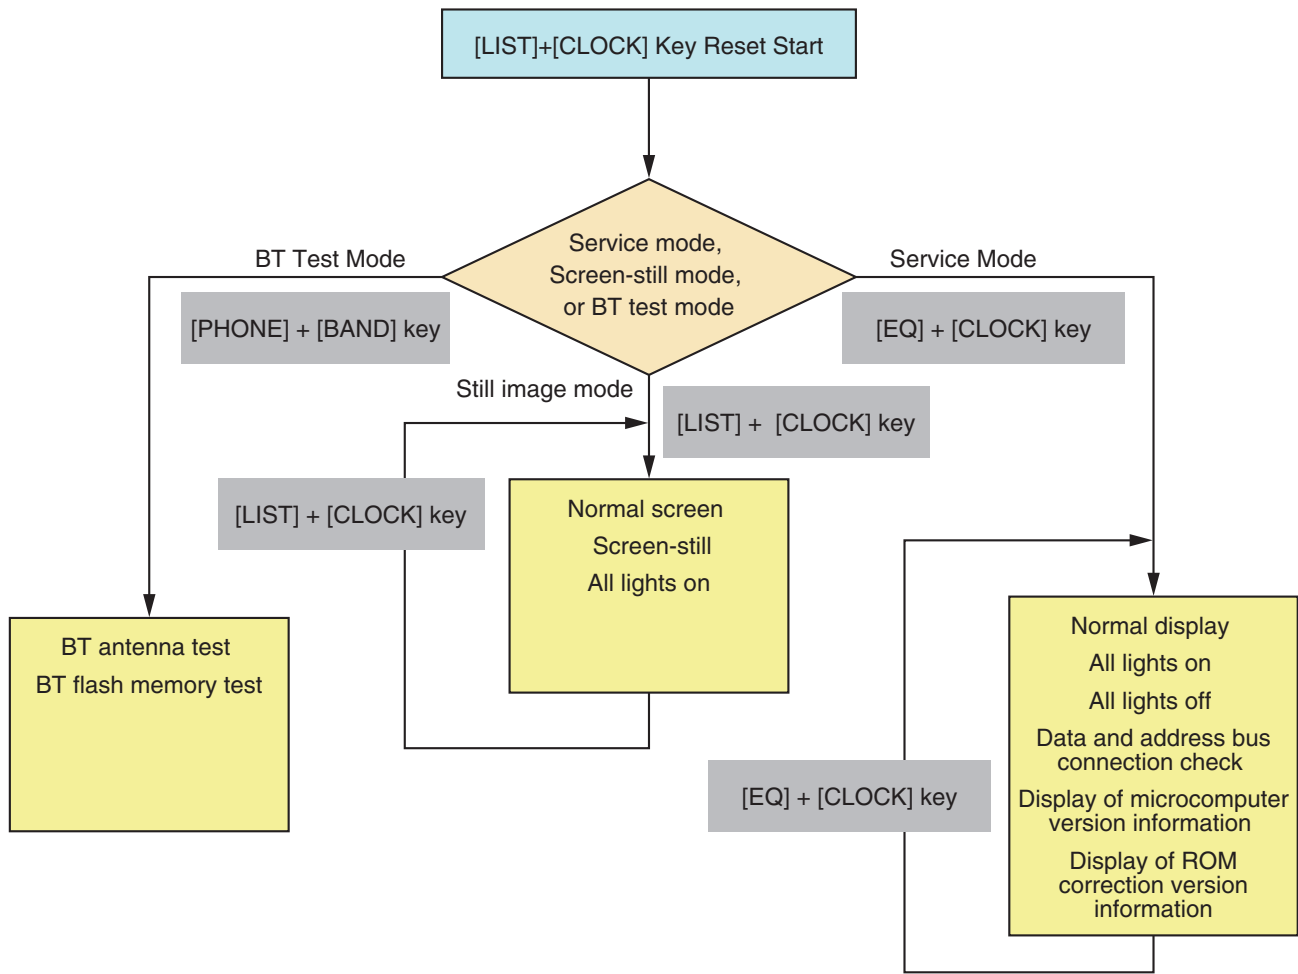 [LIST]+[CLOCK] Key Reset Start
Service mode,
Screen-still mode,
or BT test mode
BT Test Mode
Service Mode
[PHONE] + [BAND] key
[EQ] + [CLOCK] key
Still image mode
[LIST] +  [CLOCK] key
[LIST] + [CLOCK] key
Normal screen
Screen-still
All lights on
BT antenna test
BT flash memory test
Normal display
All lights on
All lights off
Data and address bus
connection check
Display of microcomputer
version information
Display of ROM
correction version
information
[EQ] + [CLOCK] key